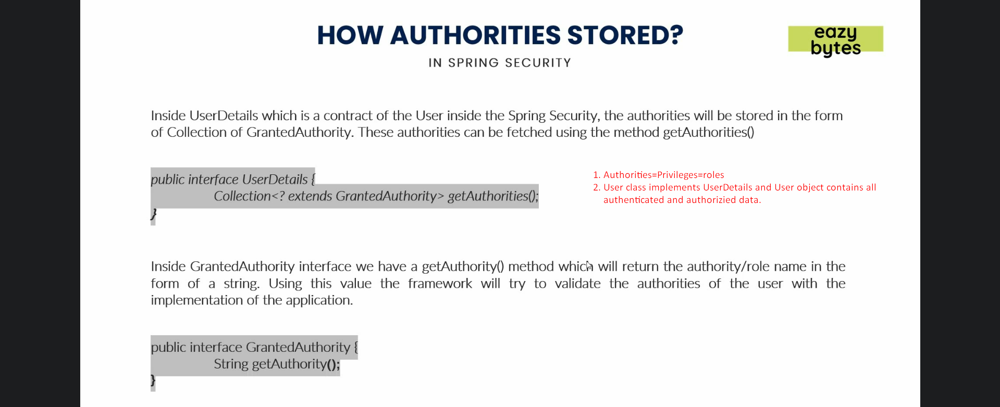 HOW AUTHORITIES STORED?
eazy
bytes
IN SPRING SECURITY
Inside UserDetails which is a contract of the User inside the Spring Security, the authorities will be stored in the form
of Collection of GrantedAuthority. These authorities can be fetched using the method getAuthorities()
public interface UserDetails {
Collection<? extends GrantedAuthority> getAuthorities();
}
1. Authorities=Privileges=roles
2. User class implements UserDetails and User object contains all
authenticated and authorizied data.
Inside GrantedAuthority interface we have a getAuthority() method which will return the authority/role name in the
form of a string. Using this value the framework will try to validate the authorities of the user with the
implementation of the application.
public interface GrantedAuthority {
String getAuthority();
}